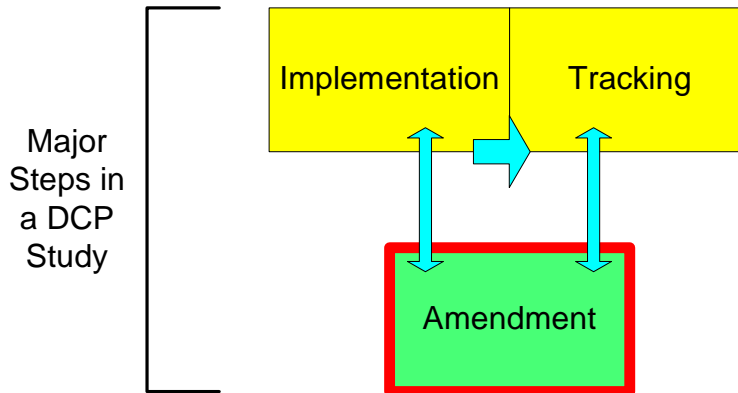 Implementation
Tracking
Major
Steps in
a DCP
Study
Amendment